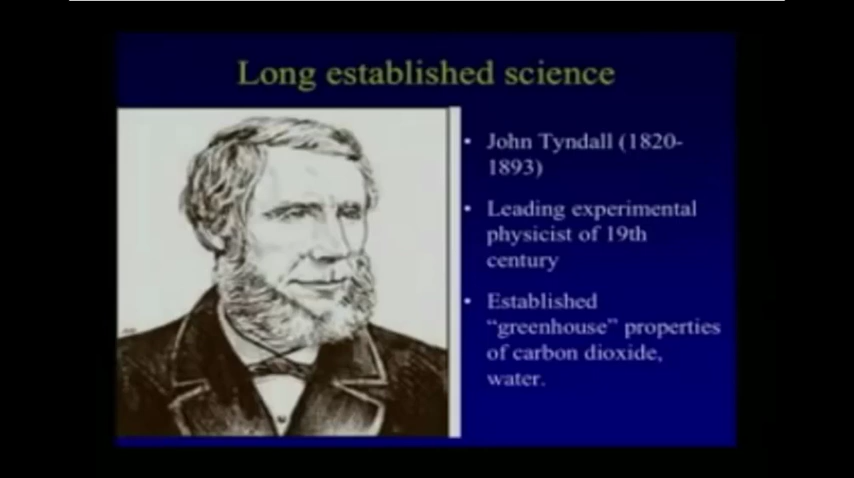 Long established science
• John Tyndall (1820-
1893)
• Leading experimental
physicist of 19th
century
• Established
“greenhouse” properties
of carbon dioxide,
water.